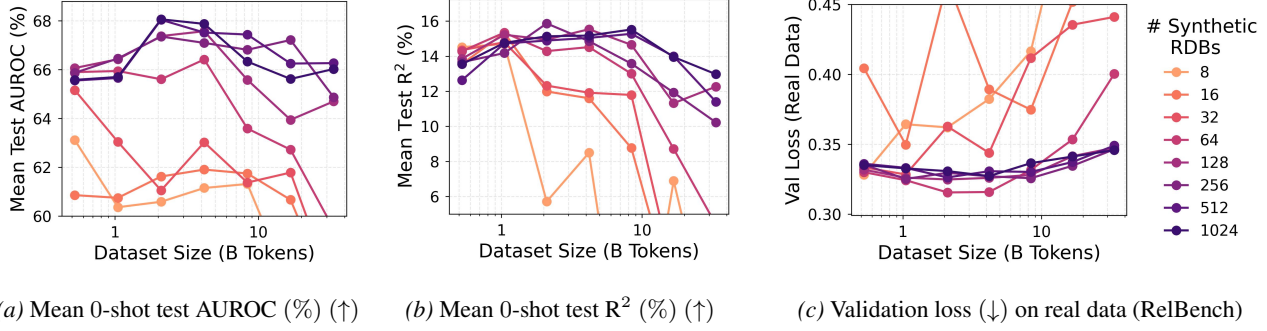 Mean Test AUROC (%)
68
66
64
62
60
1
10
Dataset Size (B Tokens)
Mean Test R² (%)
16
14
12
10
8
6
1
10
Dataset Size (B Tokens)
Val Loss (Real Data)
0.45
0.40
0.35
0.30
1
10
Dataset Size (B Tokens)
# Synthetic
RDBs
8
16
32
64
128
256
512
1024
(a) Mean 0-shot test AUROC (%) (↑)
(b) Mean 0-shot test R² (%) (↑)
(c) Validation loss (↓) on real data (RelBench)